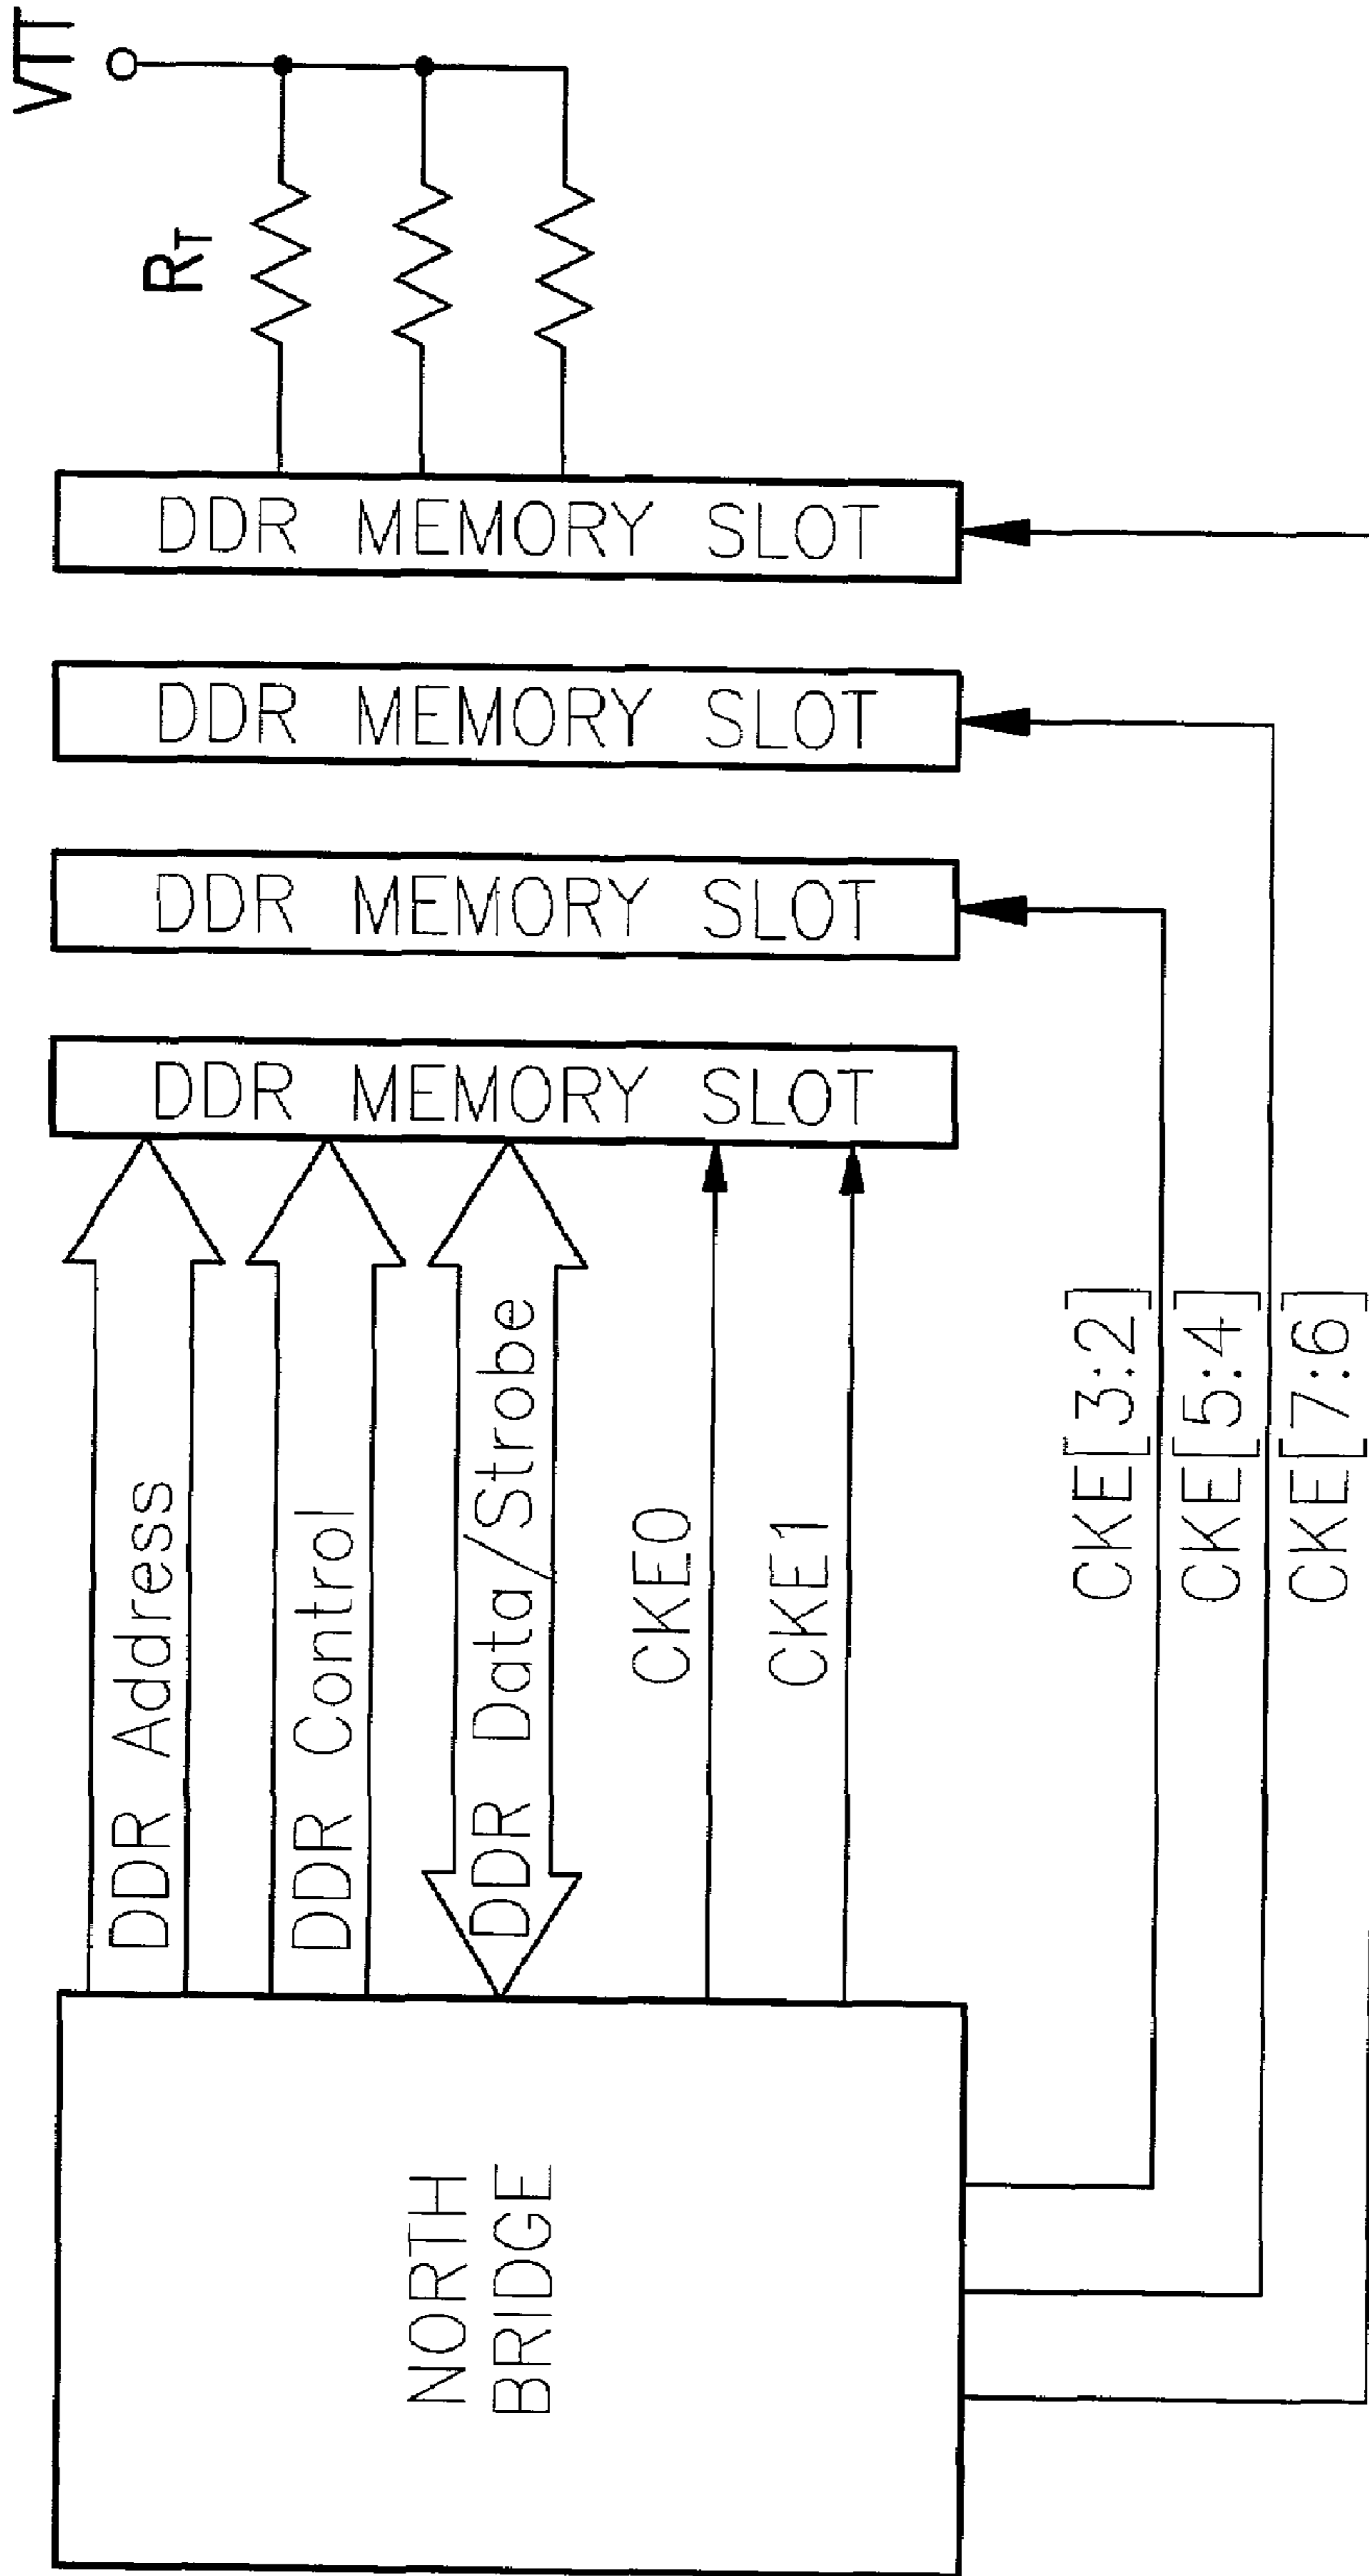 VTT
R_T
DDR MEMORY SLOT
DDR MEMORY SLOT
DDR MEMORY SLOT
DDR MEMORY SLOT
DDR Address
DDR Control
DDR Data/Strobe
CKE0
CKE1
CKE[3:2]
CKE[5:4]
CKE[7:6]
NORTH
BRIDGE